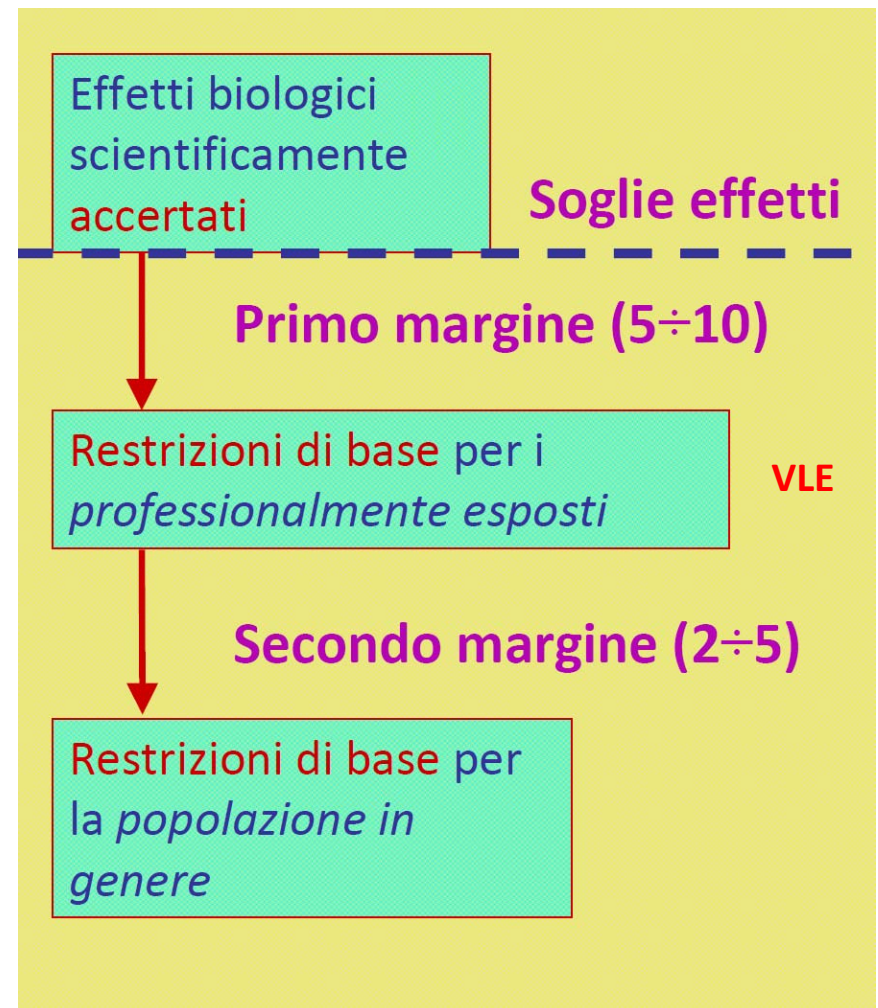 Effetti biologici
scientificamente
accertati
Soglie effetti
Primo margine (5÷10)
Restrizioni di base per i
professionalmente esposti
VLE
Secondo margine (2÷5)
Restrizioni di base per
la popolazione in
genere